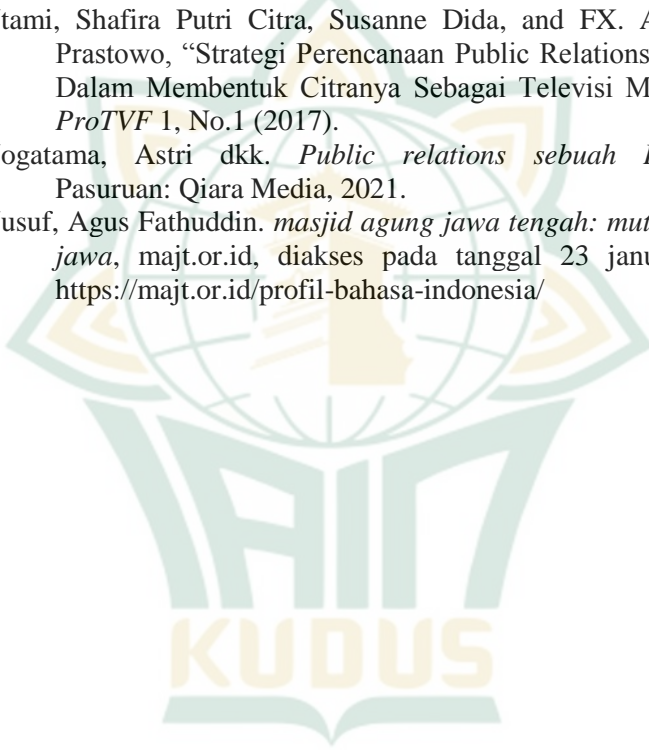 tami, Shafira Putri Citra, Susanne Dida, and FX. A
Prastowo, “Strategi Perencanaan Public Relations
Dalam Membentuk Citranya Sebagai Televisi M
ProTVF 1, No.1 (2017).
ogatama, Astri dkk. Public relations sebuah
Pasuruan: Qiara Media, 2021.
usuf, Agus Fathuddin. masjid agung jawa tengah: mut
jawa, majt.or.id, diakses pada tanggal 23 janu
https://majt.or.id/profil-bahasa-indonesia/
IAIN
KUDUS